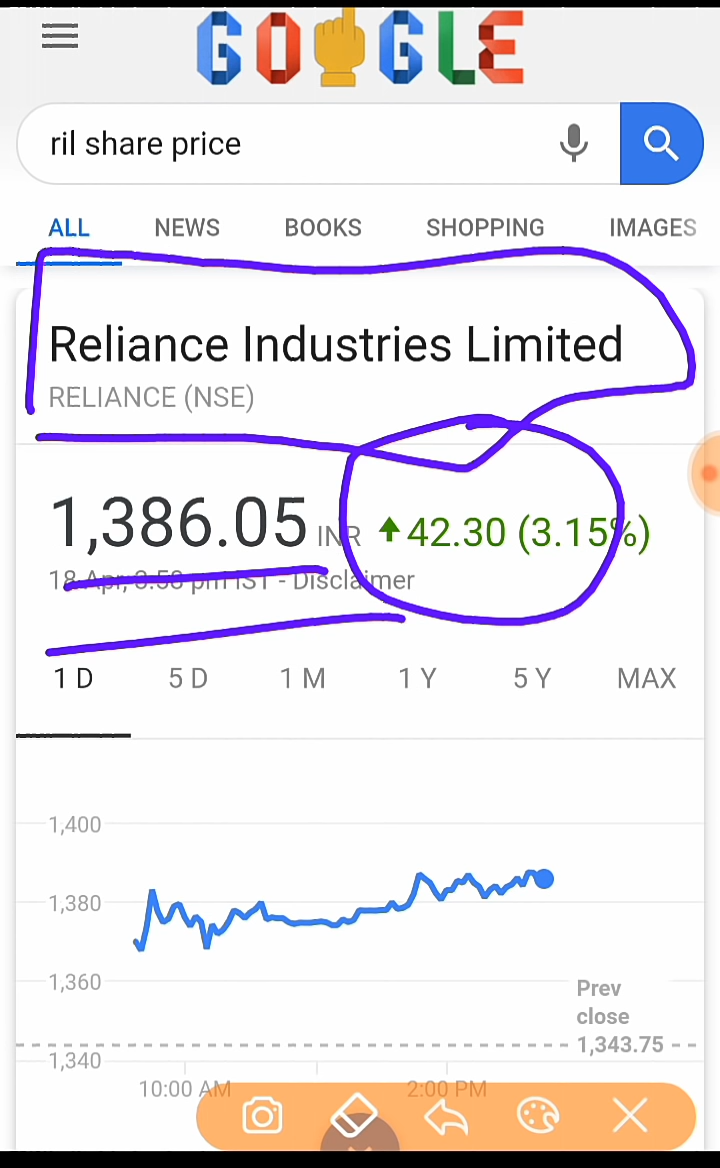 GO GLE
ril share price
ALL NEWS BOOKS SHOPPING IMAGES
Reliance Industries Limited
RELIANCE (NSE)
1,386.05 INR 42.30 (3.15%)
18 Apr, 3:58 pm IST - Disclaimer
1 D 5 D 1 M 1 Y 5 Y MAX
1,400
1,380
1,360
Prev
close
1,343.75
1,340
10:00 AM 2:00 PM